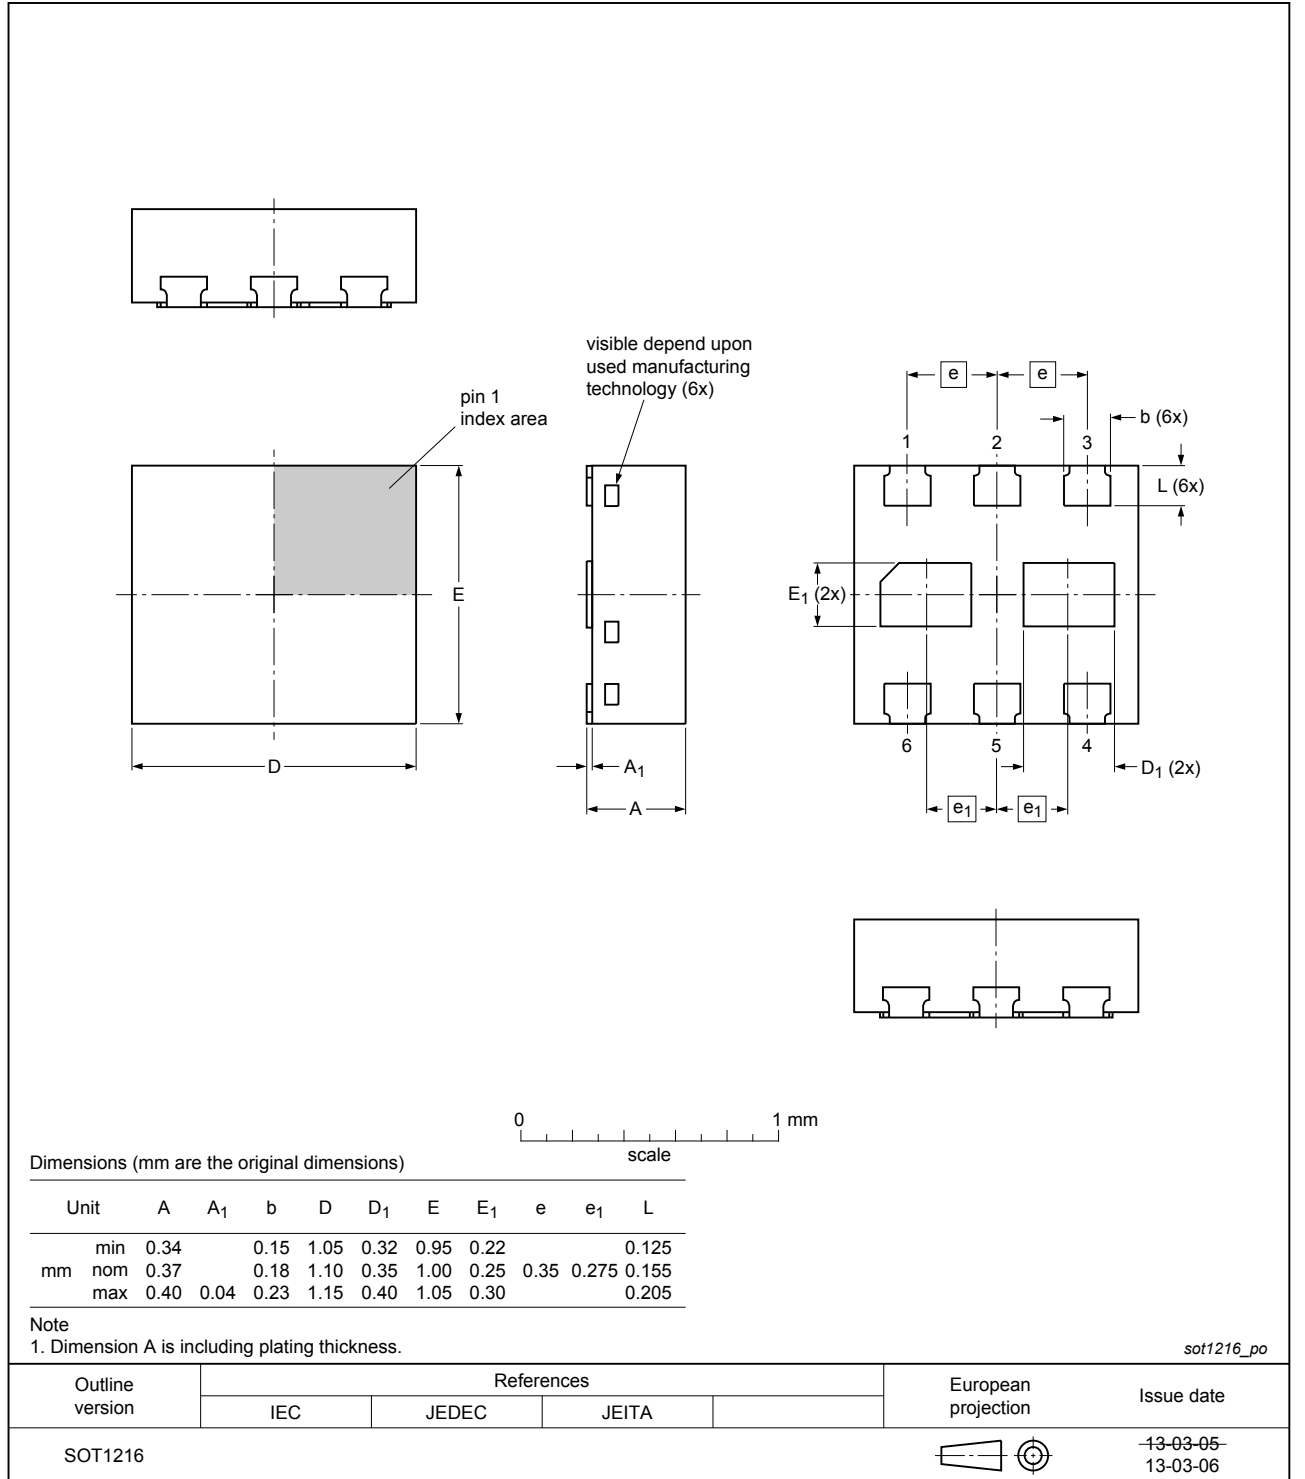 visible depend upon
used manufacturing
technology (6x)
pin 1
index area
e e
b (6x)
1 2 3
L (6x)
E
E1 (2x)
6 5 4
D
A1
D1 (2x)
A
e1 e1
0 1 mm
scale
Dimensions (mm are the original dimensions)
Unit A A1 b D D1 E E1 e e1 L
min 0.34 0.15 1.05 0.32 0.95 0.22 0.125
mm nom 0.37 0.18 1.10 0.35 1.00 0.25 0.35 0.275 0.155
max 0.40 0.04 0.23 1.15 0.40 1.05 0.30 0.205
Note
1. Dimension A is including plating thickness.
sot1216_po
Outline
version
References
IEC JEDEC JEITA
European
projection
Issue date
SOT1216
13-03-05
13-03-06